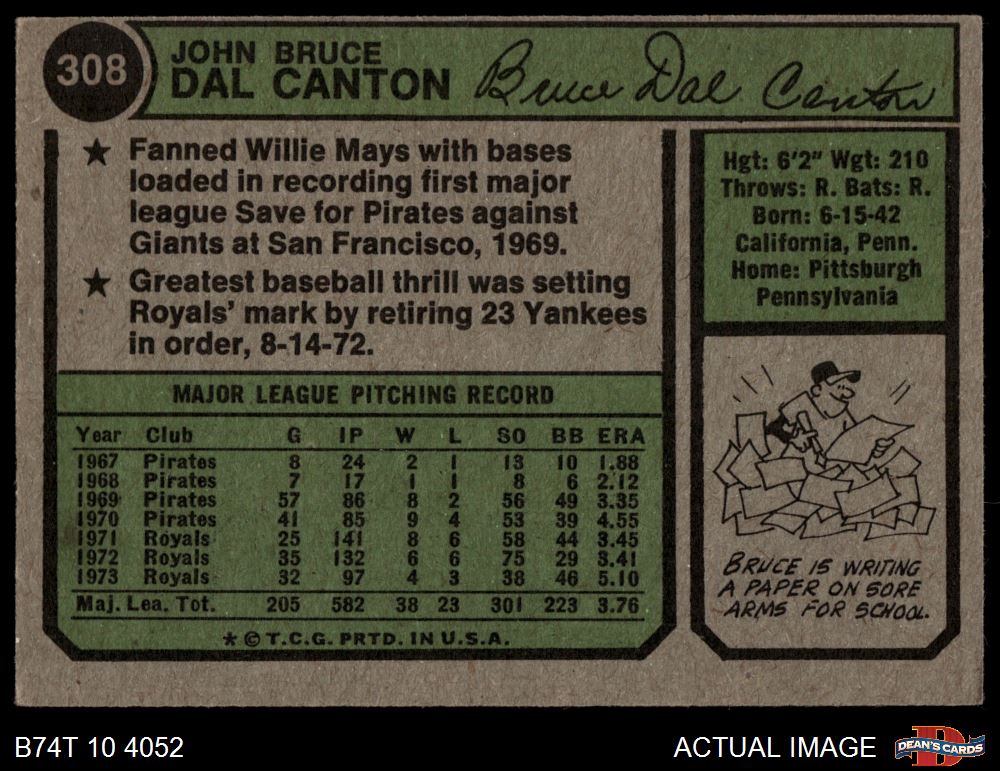 308
JOHN BRUCE
DAL CANTON
Bruce Dal Canton
★ Fanned Willie Mays with bases
loaded in recording first major
league Save for Pirates against
Giants at San Francisco, 1969.
★ Greatest baseball thrill was setting
Royals' mark by retiring 23 Yankees
in order, 8-14-72.
MAJOR LEAGUE PITCHING RECORD
Year Club G IP W L SO BB ERA
1967 Pirates 8 24 2 1 13 10 1.88
1968 Pirates 7 17 1 1 8 6 2.12
1969 Pirates 57 86 8 2 56 49 3.35
1970 Pirates 41 85 9 4 53 39 4.55
1971 Royals 25 141 8 6 58 44 3.45
1972 Royals 35 132 6 6 75 29 3.41
1973 Royals 32 97 4 3 38 46 5.10
Maj. Lea. Tot. 205 582 38 23 301 223 3.76
★ © T.C.G. PRTD. IN U.S.A.
Hgt: 6'2" Wgt: 210
Throws: R. Bats: R.
Born: 6-15-42
California, Penn.
Home: Pittsburgh
Pennsylvania
BRUCE IS WRITING
A PAPER ON SORE
ARMS FOR SCHOOL.
B74T 10 4052
ACTUAL IMAGE
D
DEAN'S CARDS